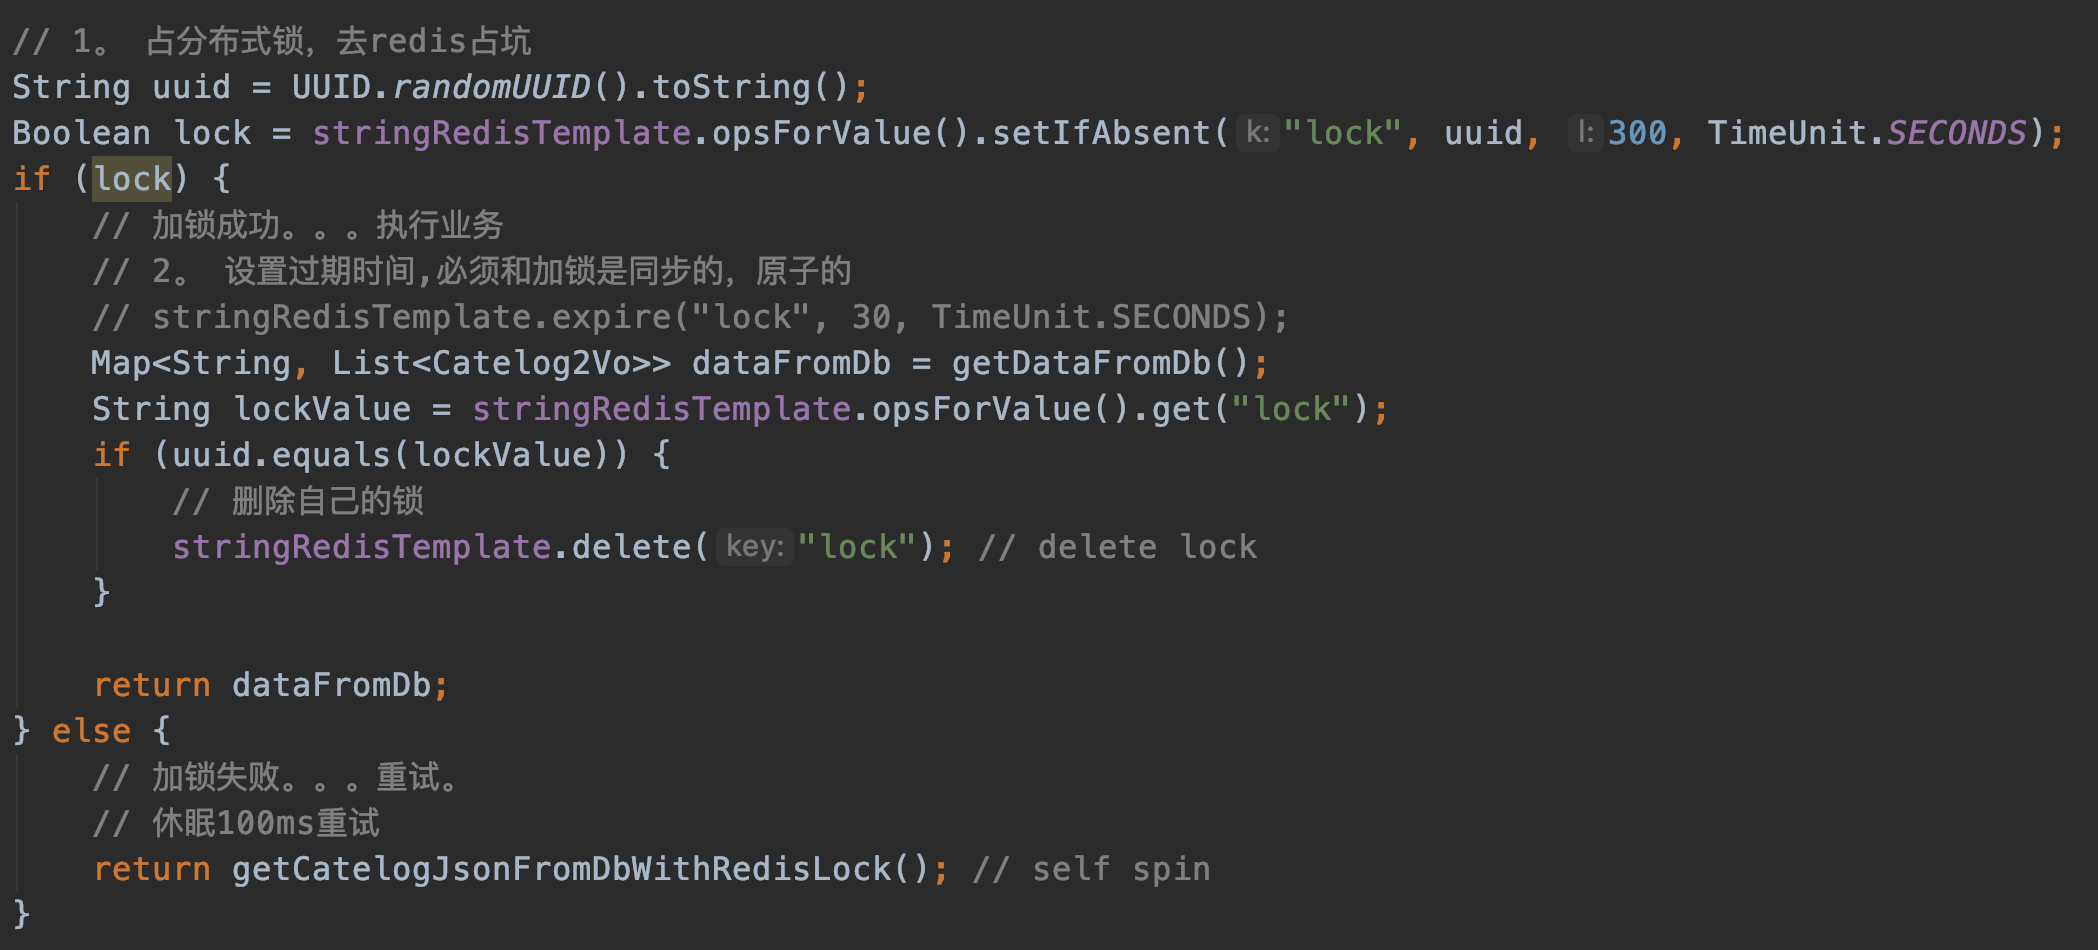 // 1。 占分布式锁，去redis占坑
String uuid = UUID.randomUUID().toString();
Boolean lock = stringRedisTemplate.opsForValue().setIfAbsent( k: "lock", uuid, l: 300, TimeUnit.SECONDS);
if (lock) {
    // 加锁成功。。。执行业务
    // 2。 设置过期时间,必须和加锁是同步的，原子的
    // stringRedisTemplate.expire("lock", 30, TimeUnit.SECONDS);
    Map<String, List<Catelog2Vo>> dataFromDb = getDataFromDb();
    String lockValue = stringRedisTemplate.opsForValue().get("lock");
    if (uuid.equals(lockValue)) {
        // 删除自己的锁
        stringRedisTemplate.delete( key: "lock"); // delete lock
    }
    return dataFromDb;
} else {
    // 加锁失败。。。重试。
    // 休眠100ms重试
    return getCatelogJsonFromDbWithRedisLock(); // self spin
}